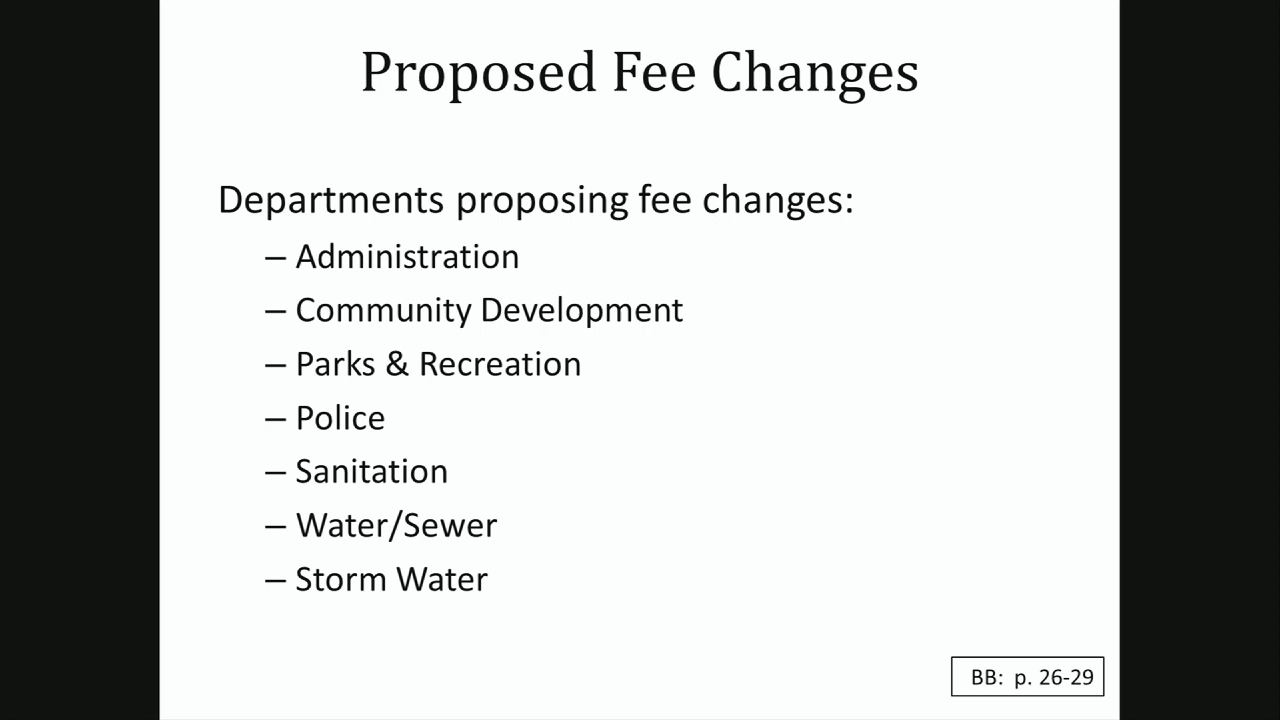 Proposed Fee Changes
Departments proposing fee changes:
– Administration
– Community Development
– Parks & Recreation
– Police
– Sanitation
– Water/Sewer
– Storm Water
BB: p. 26-29